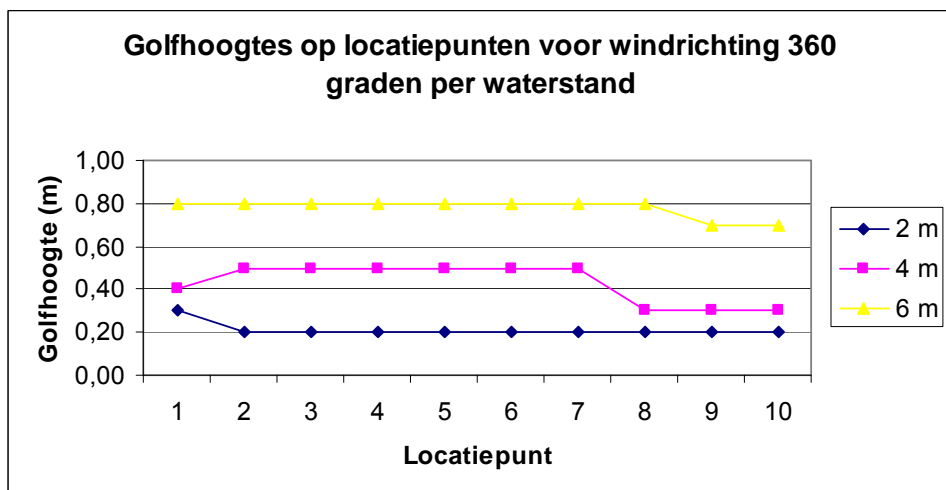 Golfhoogtes op locatiepunten voor windrichting 360
graden per waterstand
Golfhoogte (m)
1,00
0,80
0,60
0,40
0,20
0,00
1 2 3 4 5 6 7 8 9 10
Locatiepunt
2 m
4 m
6 m